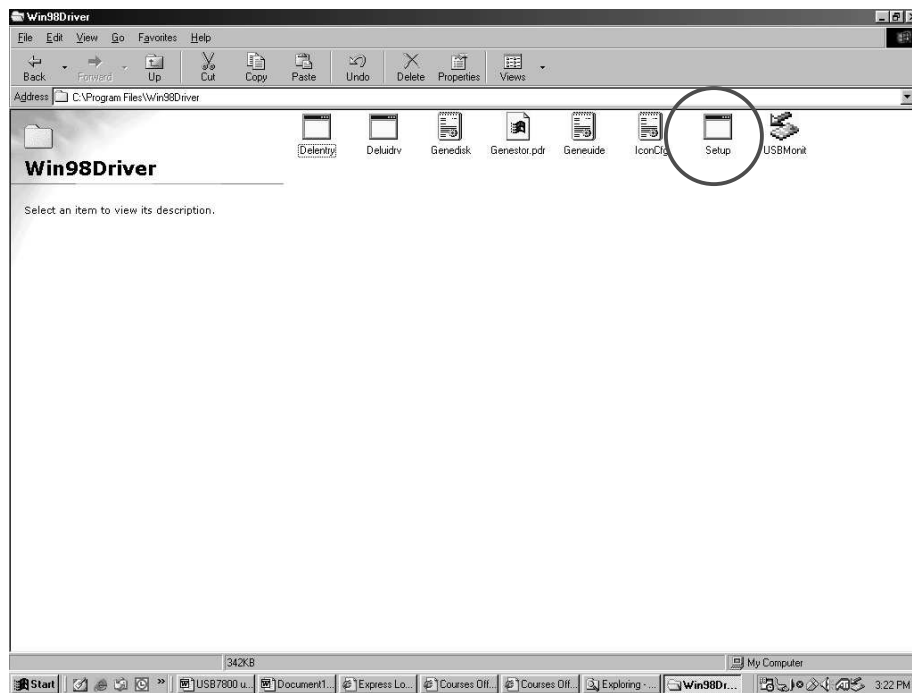 Win98Driver
File Edit View Go Favorites Help
Back Forward Up Cut Copy Paste Undo Delete Properties Views
Address C:\Program Files\Win98Driver
Delentry Deluidrv Genedisk Genestor.pdr Geneuide IconCfg Setup USBMonit
Win98Driver
Select an item to view its description.
342KB My Computer
Start » USB7800 u... Document1... Express Lo... Courses Off... Courses Off... Exploring - ... Win98Dr... 3:22 PM